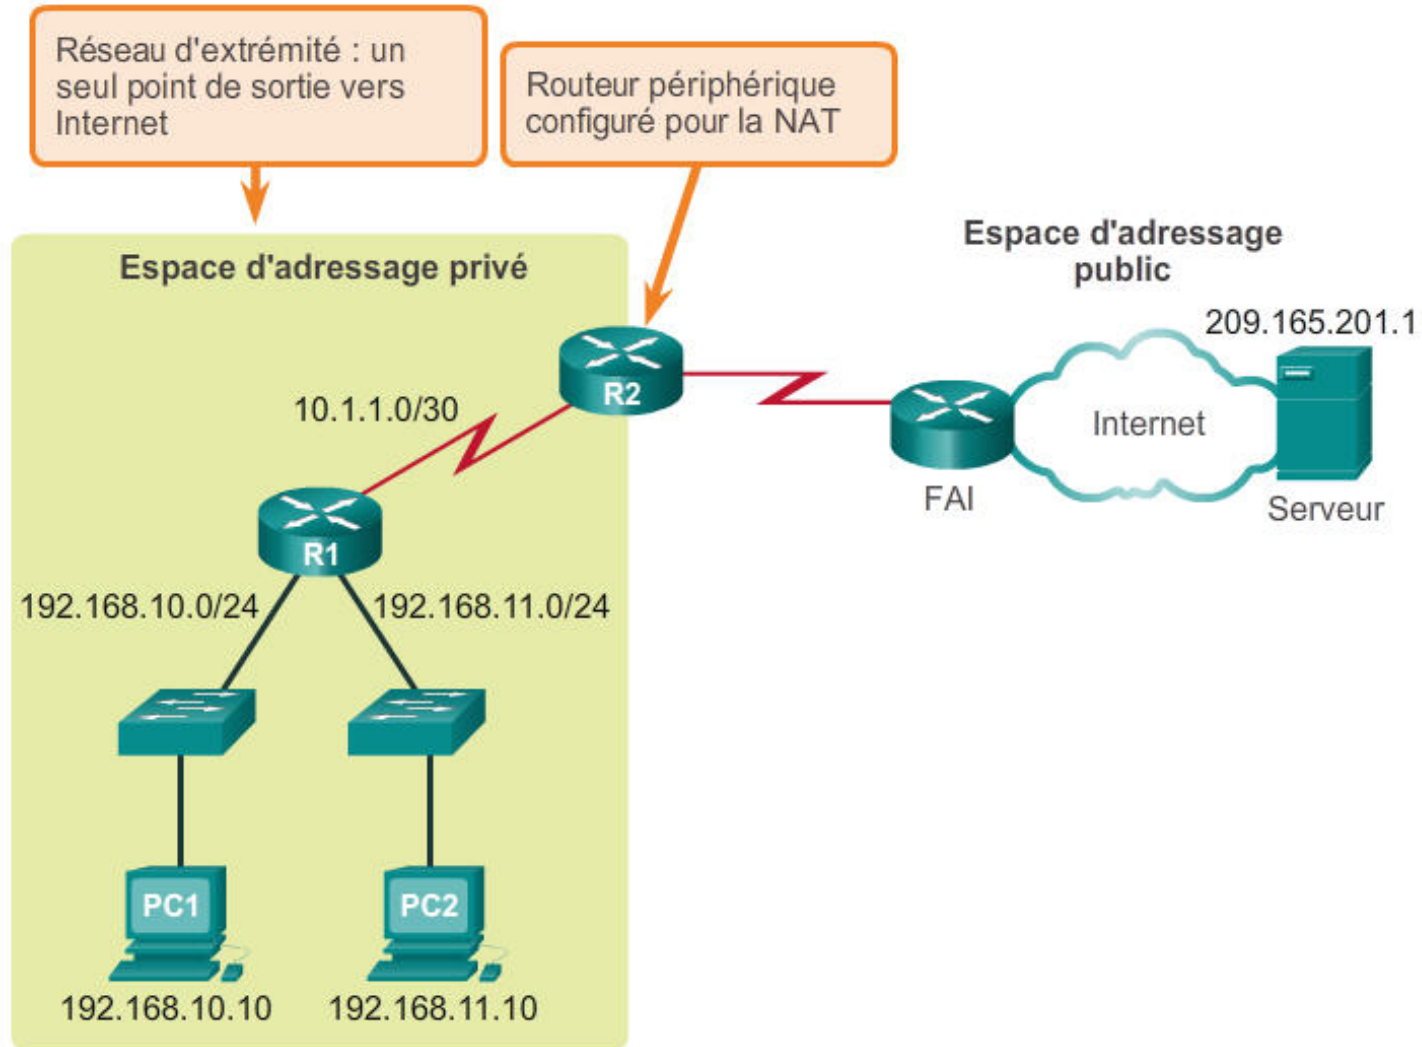 Réseau d'extrémité : un
seul point de sortie vers
Internet
Routeur périphérique
configuré pour la NAT
Espace d'adressage privé
Espace d'adressage
public
209.165.201.1
R2
10.1.1.0/30
Internet
FAI
Serveur
R1
192.168.10.0/24
192.168.11.0/24
PC1
PC2
192.168.10.10
192.168.11.10